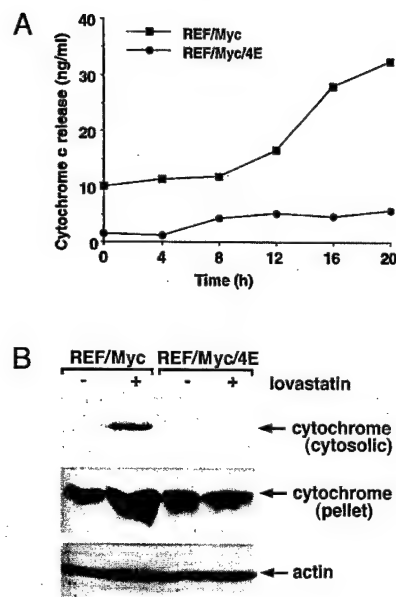 A
REF/Myc
REF/Myc/4E
Cytochrome c release (ng/ml)
40
30
20
10
0
0 4 8 12 16 20
Time (h)
B
REF/Myc REF/Myc/4E
- + - + lovastatin
cytochrome
(cytosolic)
cytochrome
(pellet)
actin